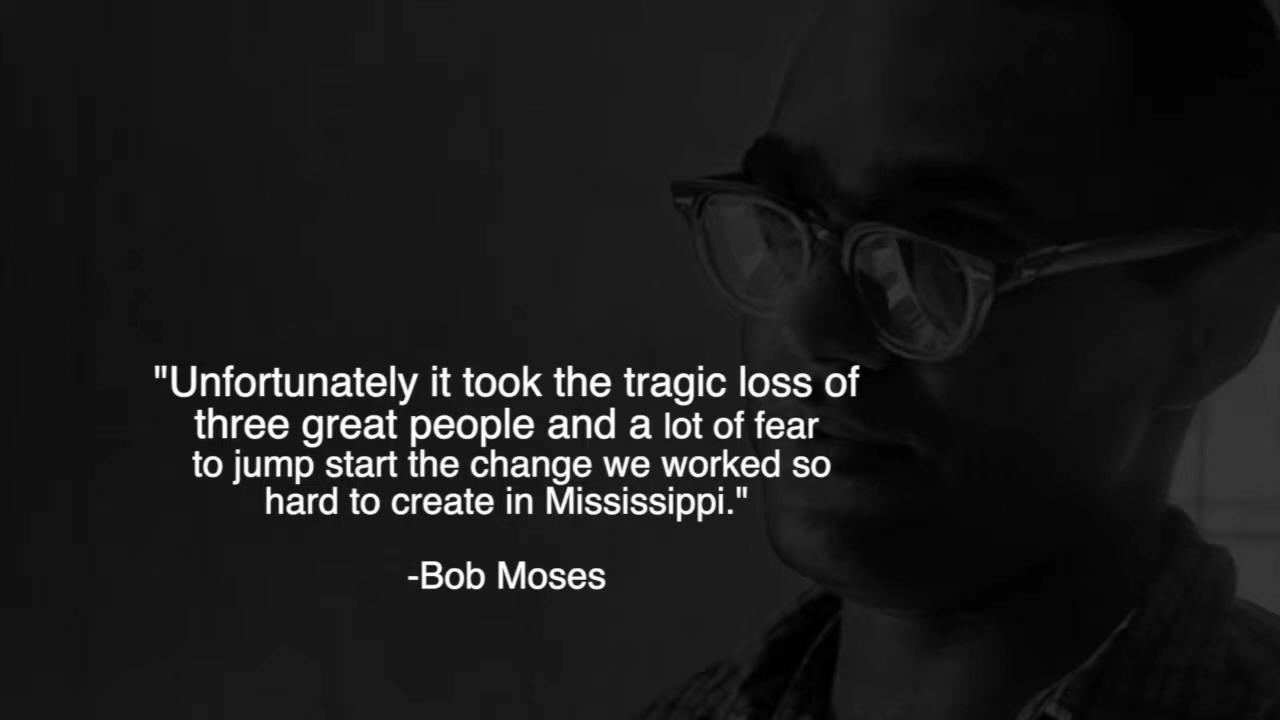 "Unfortunately it took the tragic loss of
three great people and a lot of fear
to jump start the change we worked so
hard to create in Mississippi."
-Bob Moses